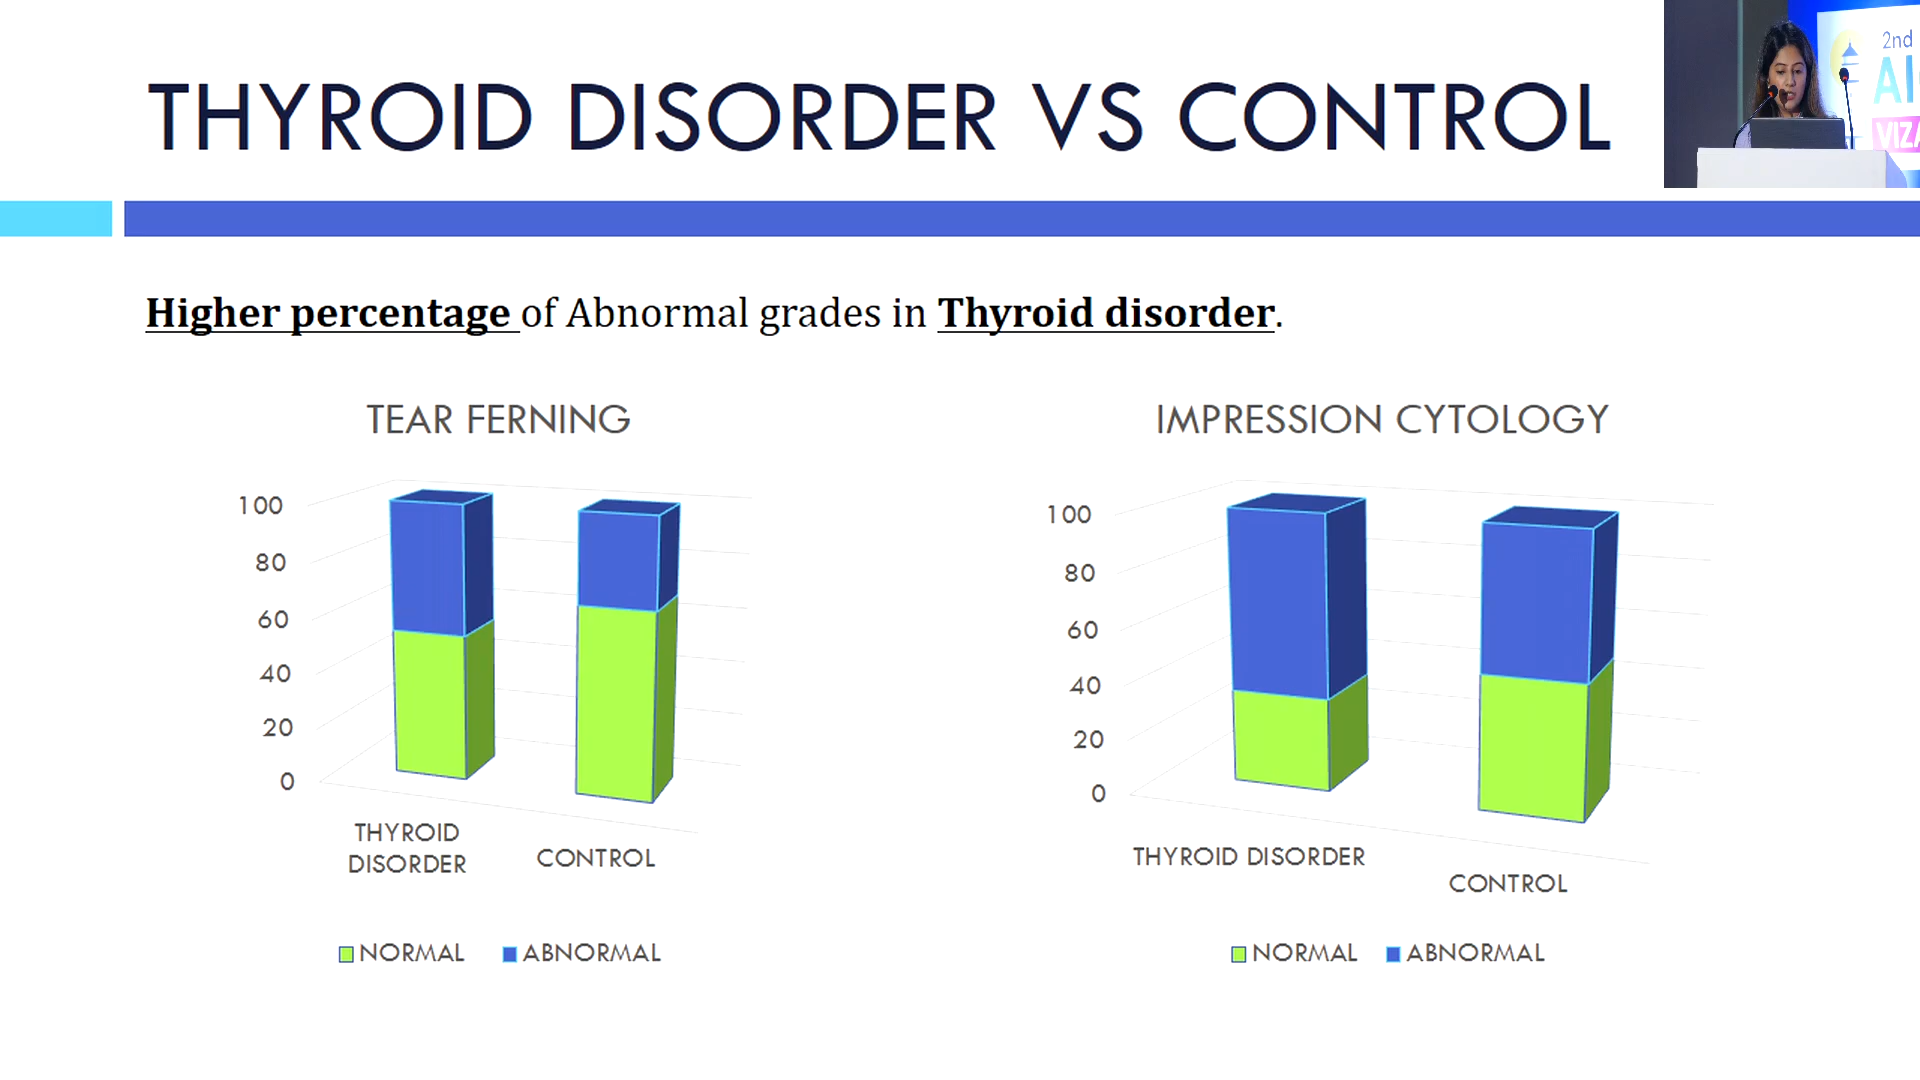 THYROID DISORDER VS CONTROL
2nd
VIZ
Higher percentage of Abnormal grades in Thyroid disorder.
TEAR FERNING
100
80
60
40
20
0
THYROID
DISORDER
CONTROL
NORMAL ABNORMAL
IMPRESSION CYTOLOGY
100
80
60
40
20
0
THYROID DISORDER
CONTROL
NORMAL ABNORMAL